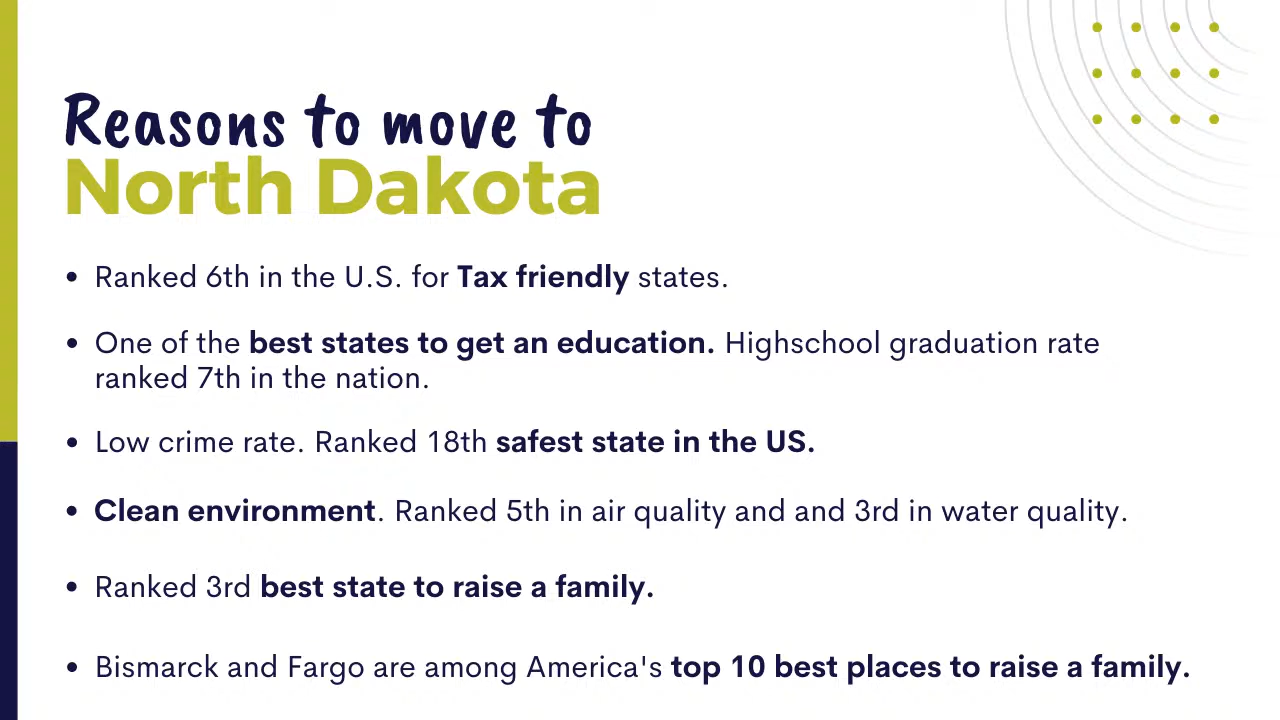 Reasons to move to
North Dakota
• Ranked 6th in the U.S. for Tax friendly states.
• One of the best states to get an education. Highschool graduation rate
ranked 7th in the nation.
• Low crime rate. Ranked 18th safest state in the US.
• Clean environment. Ranked 5th in air quality and and 3rd in water quality.
• Ranked 3rd best state to raise a family.
• Bismarck and Fargo are among America's top 10 best places to raise a family.